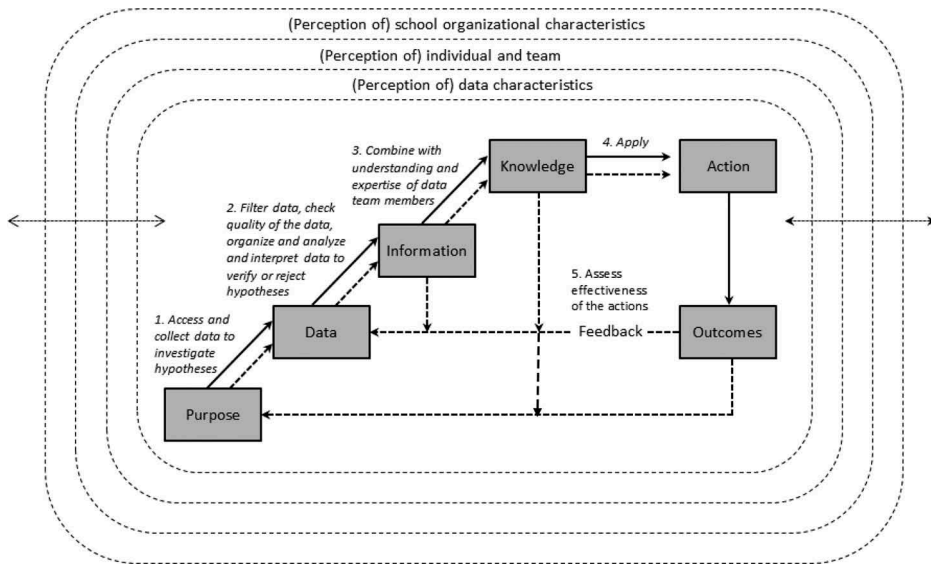 (Perception of) school organizational characteristics
(Perception of) individual and team
(Perception of) data characteristics
3. Combine with
understanding and
expertise of data
team members
Knowledge
4. Apply
Action
2. Filter data, check
quality of the data,
organize and analyze
and interpret data to
verify or reject
hypotheses
Information
5. Assess
effectiveness
of the actions
1. Access and
collect data to
investigate
hypotheses
Data
Feedback
Outcomes
Purpose